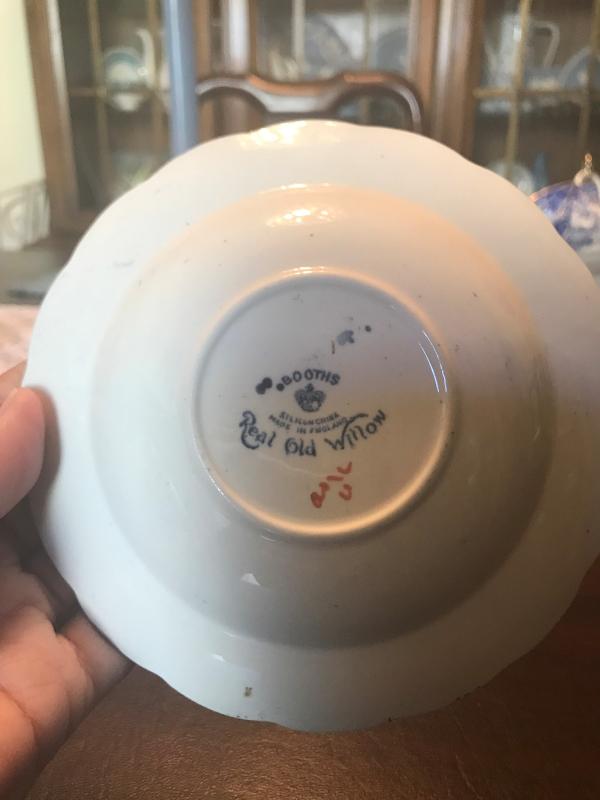 BOOTHS
SILICON CHINA
MADE IN ENGLAND
Real Old Willow